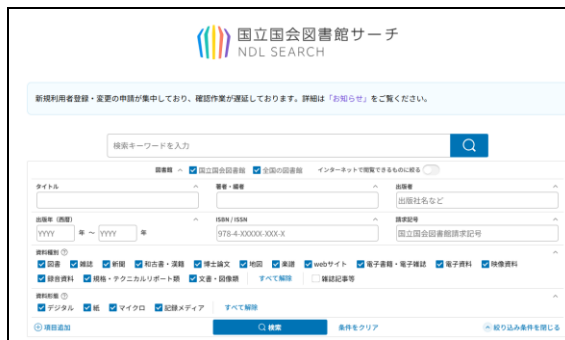 国立国会図書館サーチ
NDL SEARCH
新規利用者登録・変更の申請が集中しており、確認作業が遅延しております。詳細は「お知らせ」をご覧ください。
検索キーワードを入力
図書館 国立国会図書館 全国の図書館 インターネットで閲覧できるものに絞る
タイトル 著者・編者 出版者
出版社名など
出版年（西暦） ISBN / ISSN 請求記号
YYYY 年 ～ YYYY 年 978-4-XXXXX-XXX-X 国立国会図書館請求記号
資料種別
図書 雑誌 新聞 和古書・漢籍 博士論文 地図 楽譜 webサイト 電子書籍・電子雑誌 電子資料 映像資料
録音資料 規格・テクニカルリポート類 文書・図像類 すべて解除 雑誌記事等
資料形態
デジタル 紙 マイクロ 記録メディア すべて解除
項目追加 検索 条件をクリア 絞り込み条件を閉じる